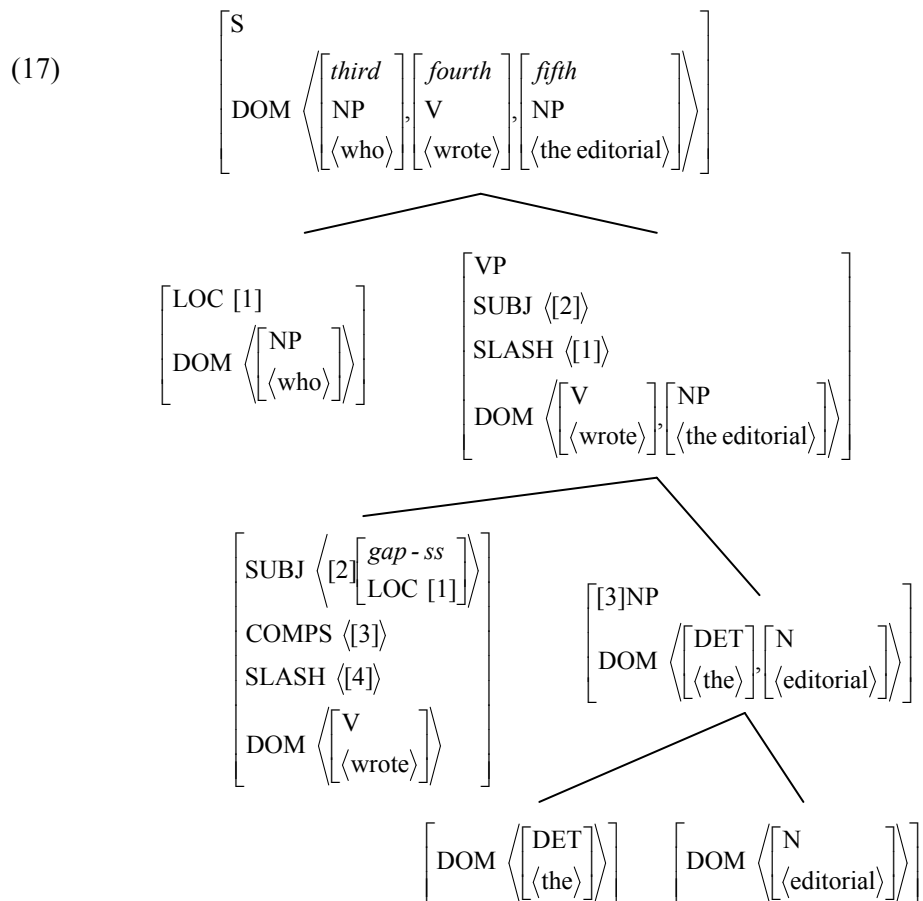 (17)
S
DOM ⟨[third NP ⟨who⟩], [fourth V ⟨wrote⟩], [fifth NP ⟨the editorial⟩]⟩
LOC [1]
DOM ⟨[NP ⟨who⟩]⟩
VP
SUBJ ⟨[2]⟩
SLASH ⟨[1]⟩
DOM ⟨[V ⟨wrote⟩], [NP ⟨the editorial⟩]⟩
SUBJ ⟨[2][gap - ss LOC [1]]⟩
COMPS ⟨[3]⟩
SLASH ⟨[4]⟩
DOM ⟨[V ⟨wrote⟩]⟩
[3]NP
DOM ⟨[DET ⟨the⟩], [N ⟨editorial⟩]⟩
DOM ⟨[DET ⟨the⟩]⟩
DOM ⟨[N ⟨editorial⟩]⟩